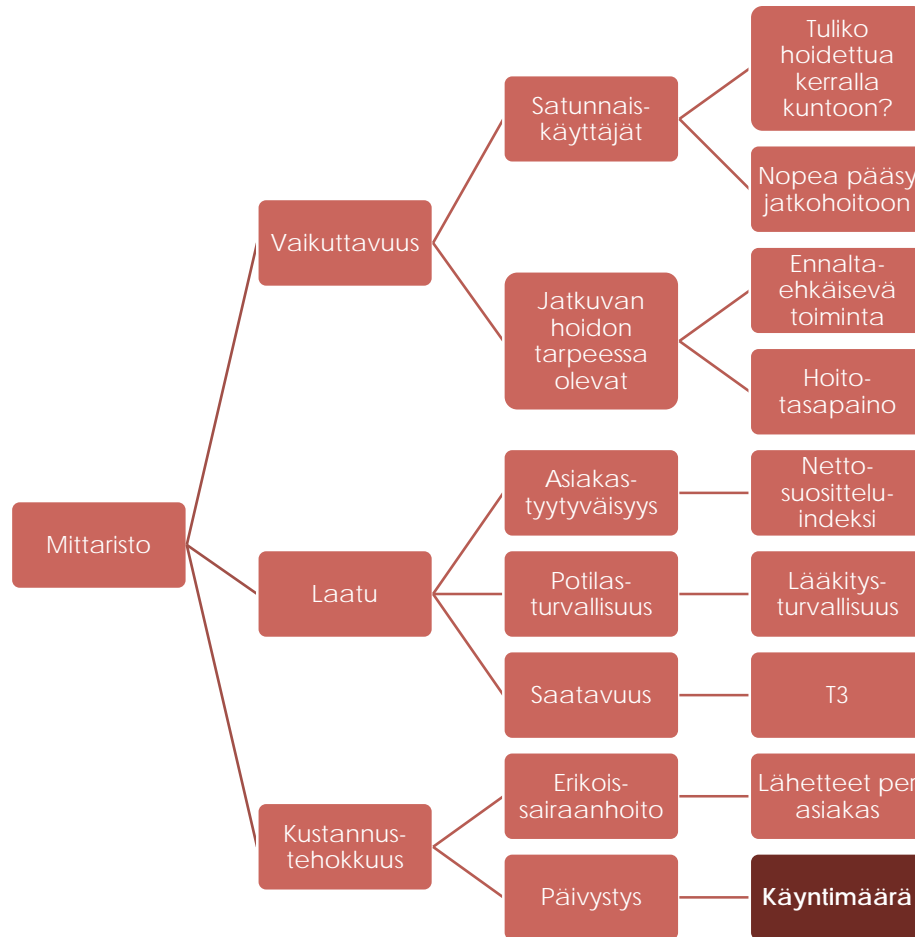 Mittaristo
Vaikuttavuus
Satunnais-
käyttäjät
Tuliko
hoidettua
kerralla
kuntoon?
Nopea pääsy
jatkohoitoon
Jatkuvan
hoidon
tarpeessa
olevat
Ennalta-
ehkäisevä
toiminta
Hoito-
tasapaino
Laatu
Asiakas-
tyytyväisyys
Netto-
suosittelu-
indeksi
Potilas-
turvallisuus
Lääkitys-
turvallisuus
Saatavuus
T3
Kustannus-
tehokkuus
Erikois-
sairaanhoito
Lähetteet per
asiakas
Päivystys
Käyntimäärä